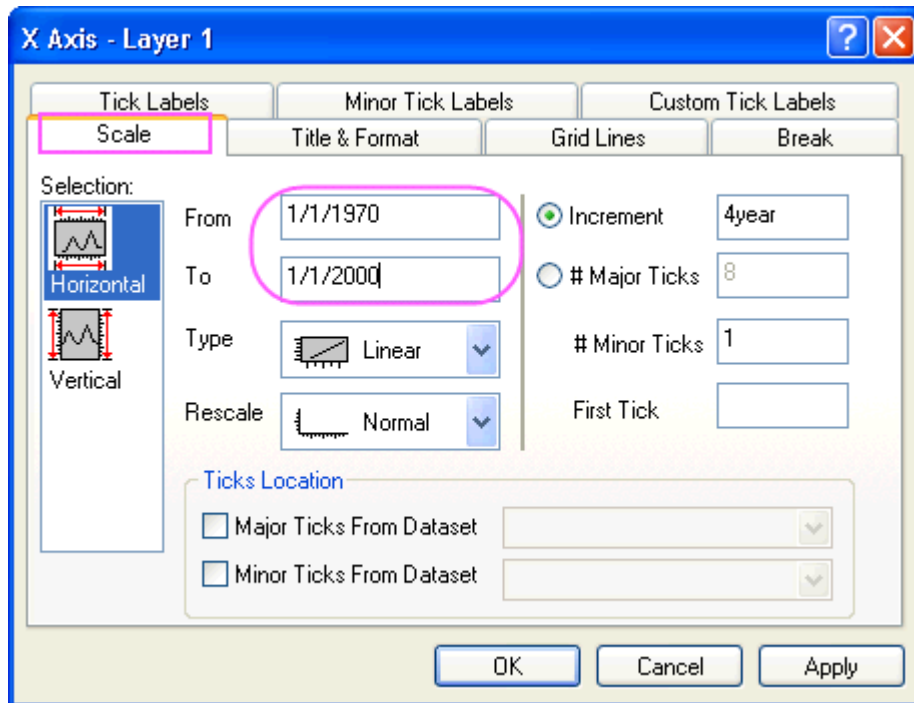 X Axis - Layer 1
Tick Labels Minor Tick Labels Custom Tick Labels
Scale Title & Format Grid Lines Break
Selection:
Horizontal
Vertical
From 1/1/1970
To 1/1/2000
Type Linear
Rescale Normal
Increment 4year
# Major Ticks 8
# Minor Ticks 1
First Tick
Ticks Location
Major Ticks From Dataset
Minor Ticks From Dataset
OK Cancel Apply